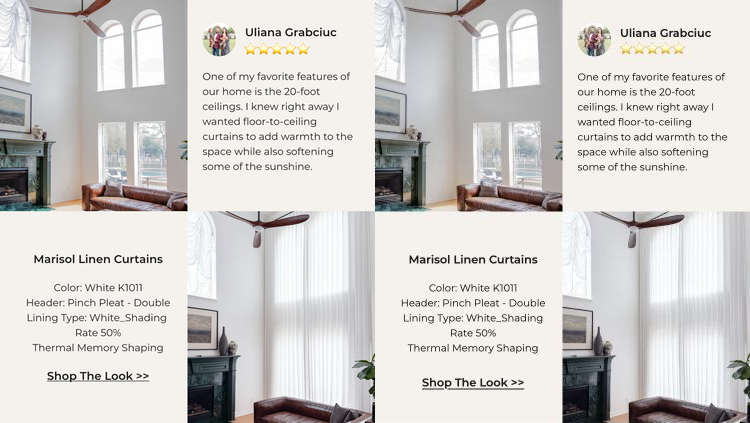 Uliana Grabciuc
One of my favorite features of
our home is the 20-foot
ceilings. I knew right away I
wanted floor-to-ceiling
curtains to add warmth to the
space while also softening
some of the sunshine.
Marisol Linen Curtains
Color: White K1011
Header: Pinch Pleat - Double
Lining Type: White_Shading
Rate 50%
Thermal Memory Shaping
Shop The Look >>
Uliana Grabciuc
One of my favorite features of
our home is the 20-foot
ceilings. I knew right away I
wanted floor-to-ceiling
curtains to add warmth to the
space while also softening
some of the sunshine.
Marisol Linen Curtains
Color: White K1011
Header: Pinch Pleat - Double
Lining Type: White_Shading
Rate 50%
Thermal Memory Shaping
Shop The Look >>